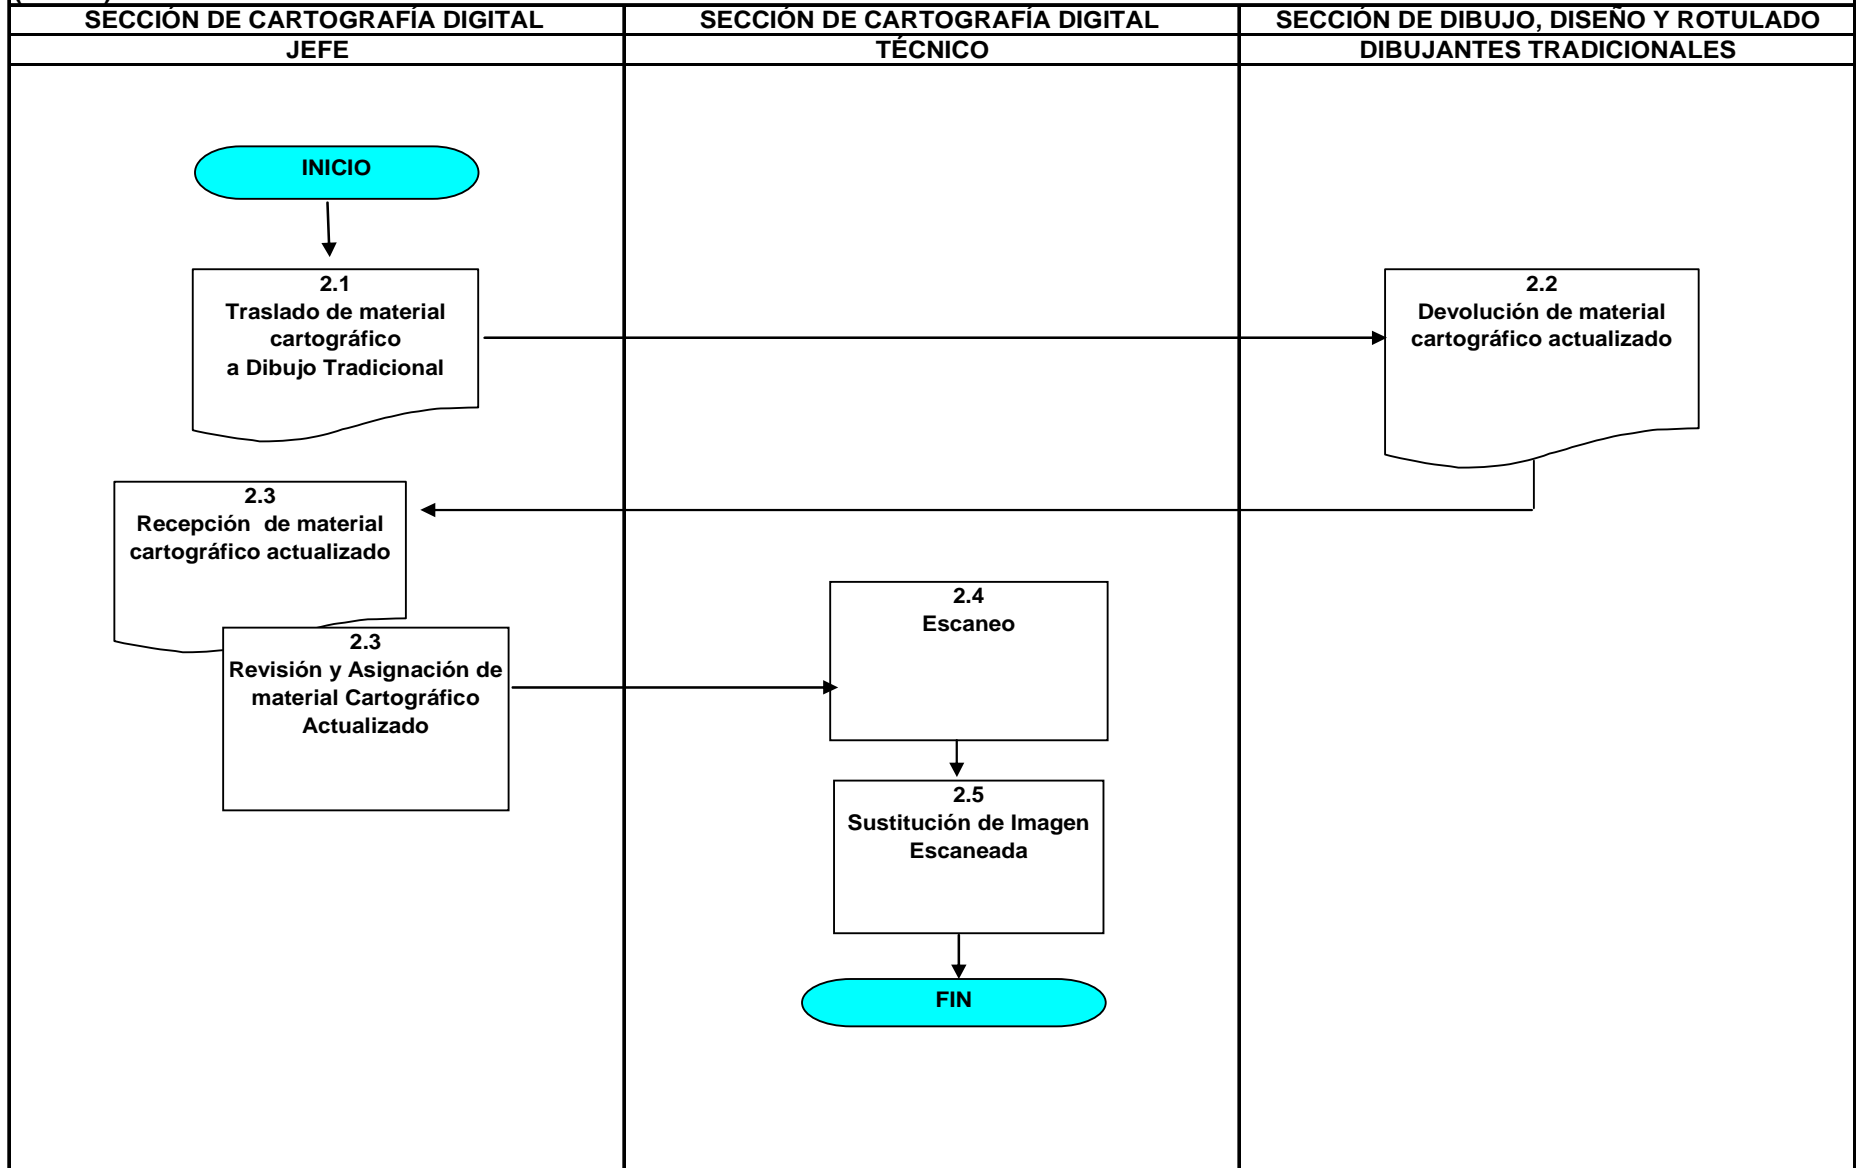 SECCIÓN DE CARTOGRAFÍA DIGITAL
SECCIÓN DE CARTOGRAFÍA DIGITAL
SECCIÓN DE DIBUJO, DISEÑO Y ROTULADO
JEFE
TÉCNICO
DIBUJANTES TRADICIONALES
INICIO
2.1
Traslado de material
cartográfico
a Dibujo Tradicional
2.2
Devolución de material
cartográfico actualizado
2.3
Recepción de material
cartográfico actualizado
2.3
Revisión y Asignación de
material Cartográfico
Actualizado
2.4
Escaneo
2.5
Sustitución de Imagen
Escaneada
FIN